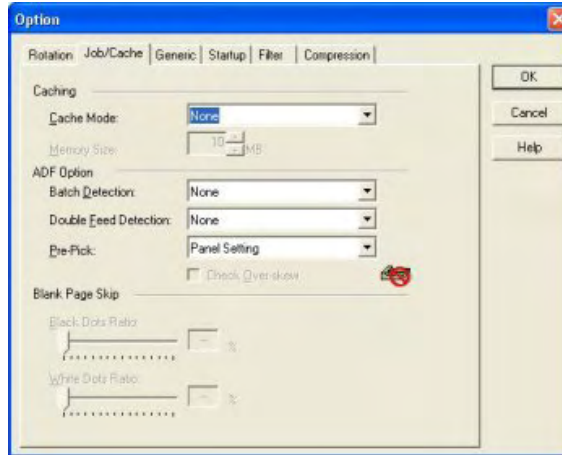 Option
Rotation Job/Cache Generic Startup Filter Compression
OK
Caching
Cache Mode: None
Cancel
Memory Size: 10 MB
Help
ADF Option
Batch Detection: None
Double Feed Detection: None
Pre-Pick: Panel Setting
Check Over-skew
Blank Page Skip
Black Dots Ratio:
-- %
White Dots Ratio:
-- %